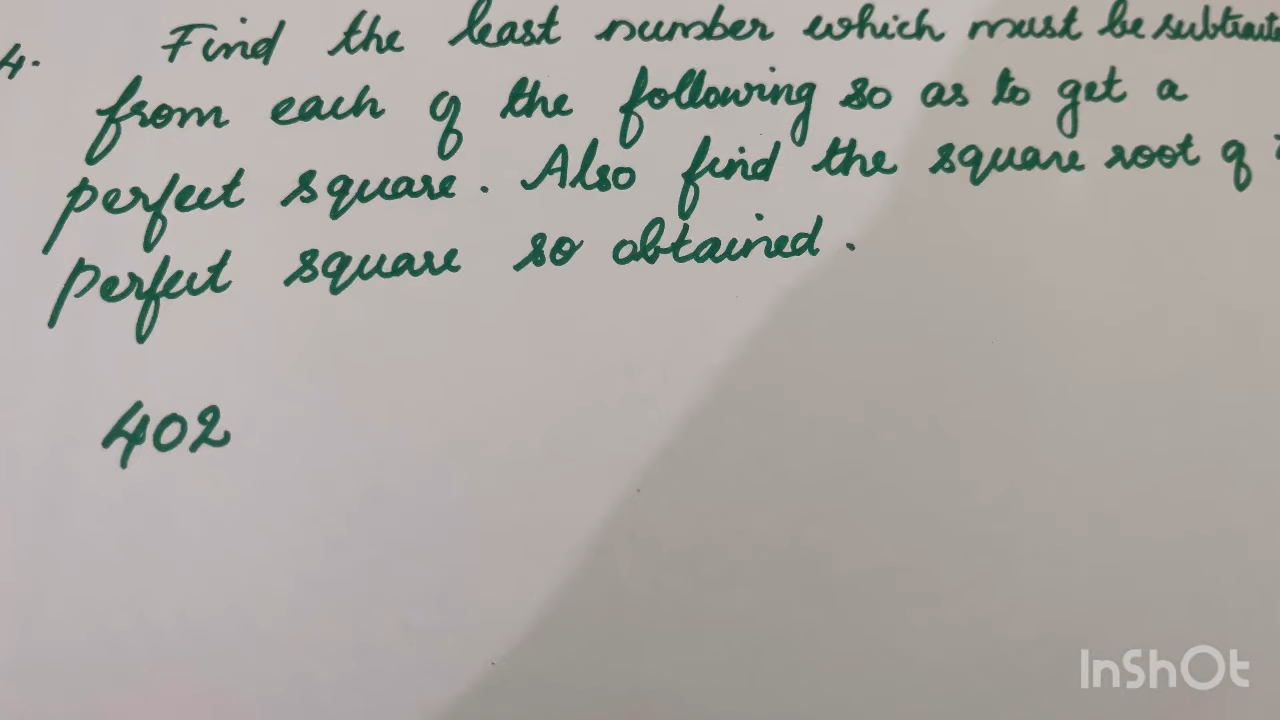 4. Find the least number which must be
from each of the following so as to get a
perfect square. Also find the square root of
perfect square so obtained.
402
InShOt